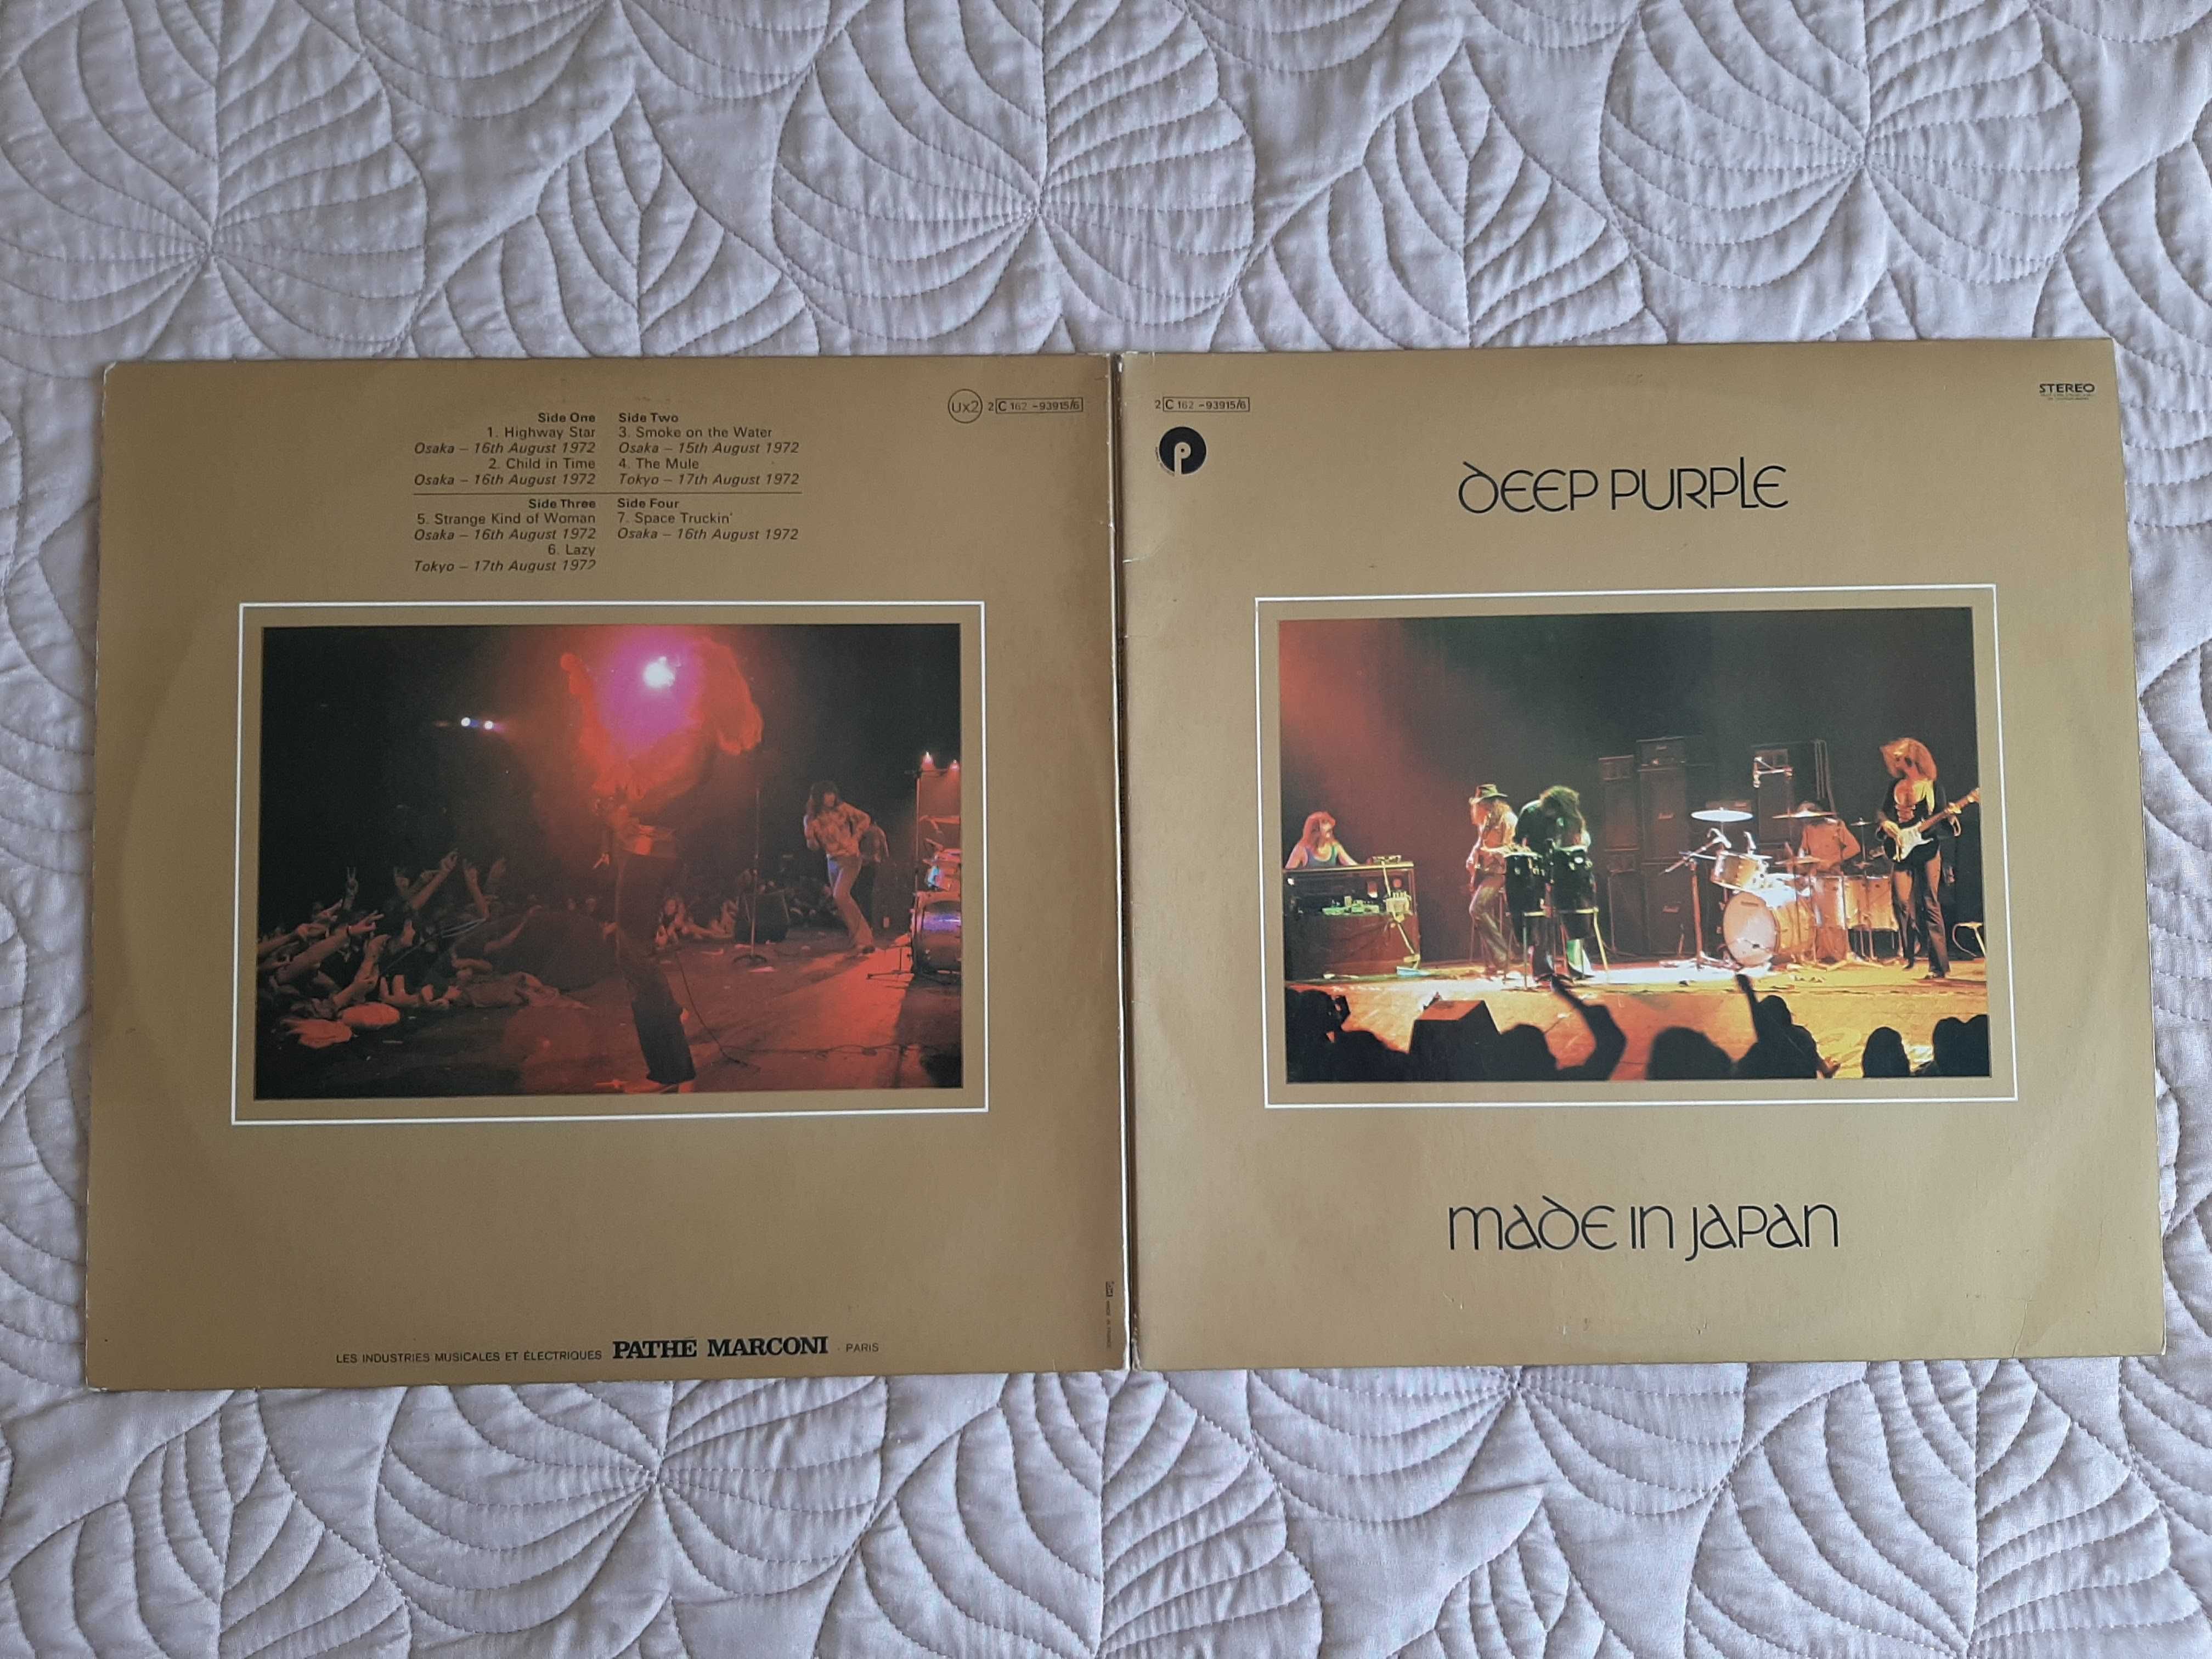 Side One
1. Highway Star
Osaka – 16th August 1972
2. Child in Time
Osaka – 16th August 1972
Side Two
3. Smoke on the Water
Osaka – 15th August 1972
4. The Mule
Tokyo – 17th August 1972
Side Three
5. Strange Kind of Woman
Osaka – 16th August 1972
6. Lazy
Tokyo – 17th August 1972
Side Four
7. Space Truckin'
Osaka – 16th August 1972
UX2 2 C 162 -93915/6
LES INDUSTRIES MUSICALES ET ÉLECTRIQUES PATHÉ MARCONI PARIS
2 C 162 -93915/6
STEREO
P
DEEP PURPLE
MADE IN JAPAN